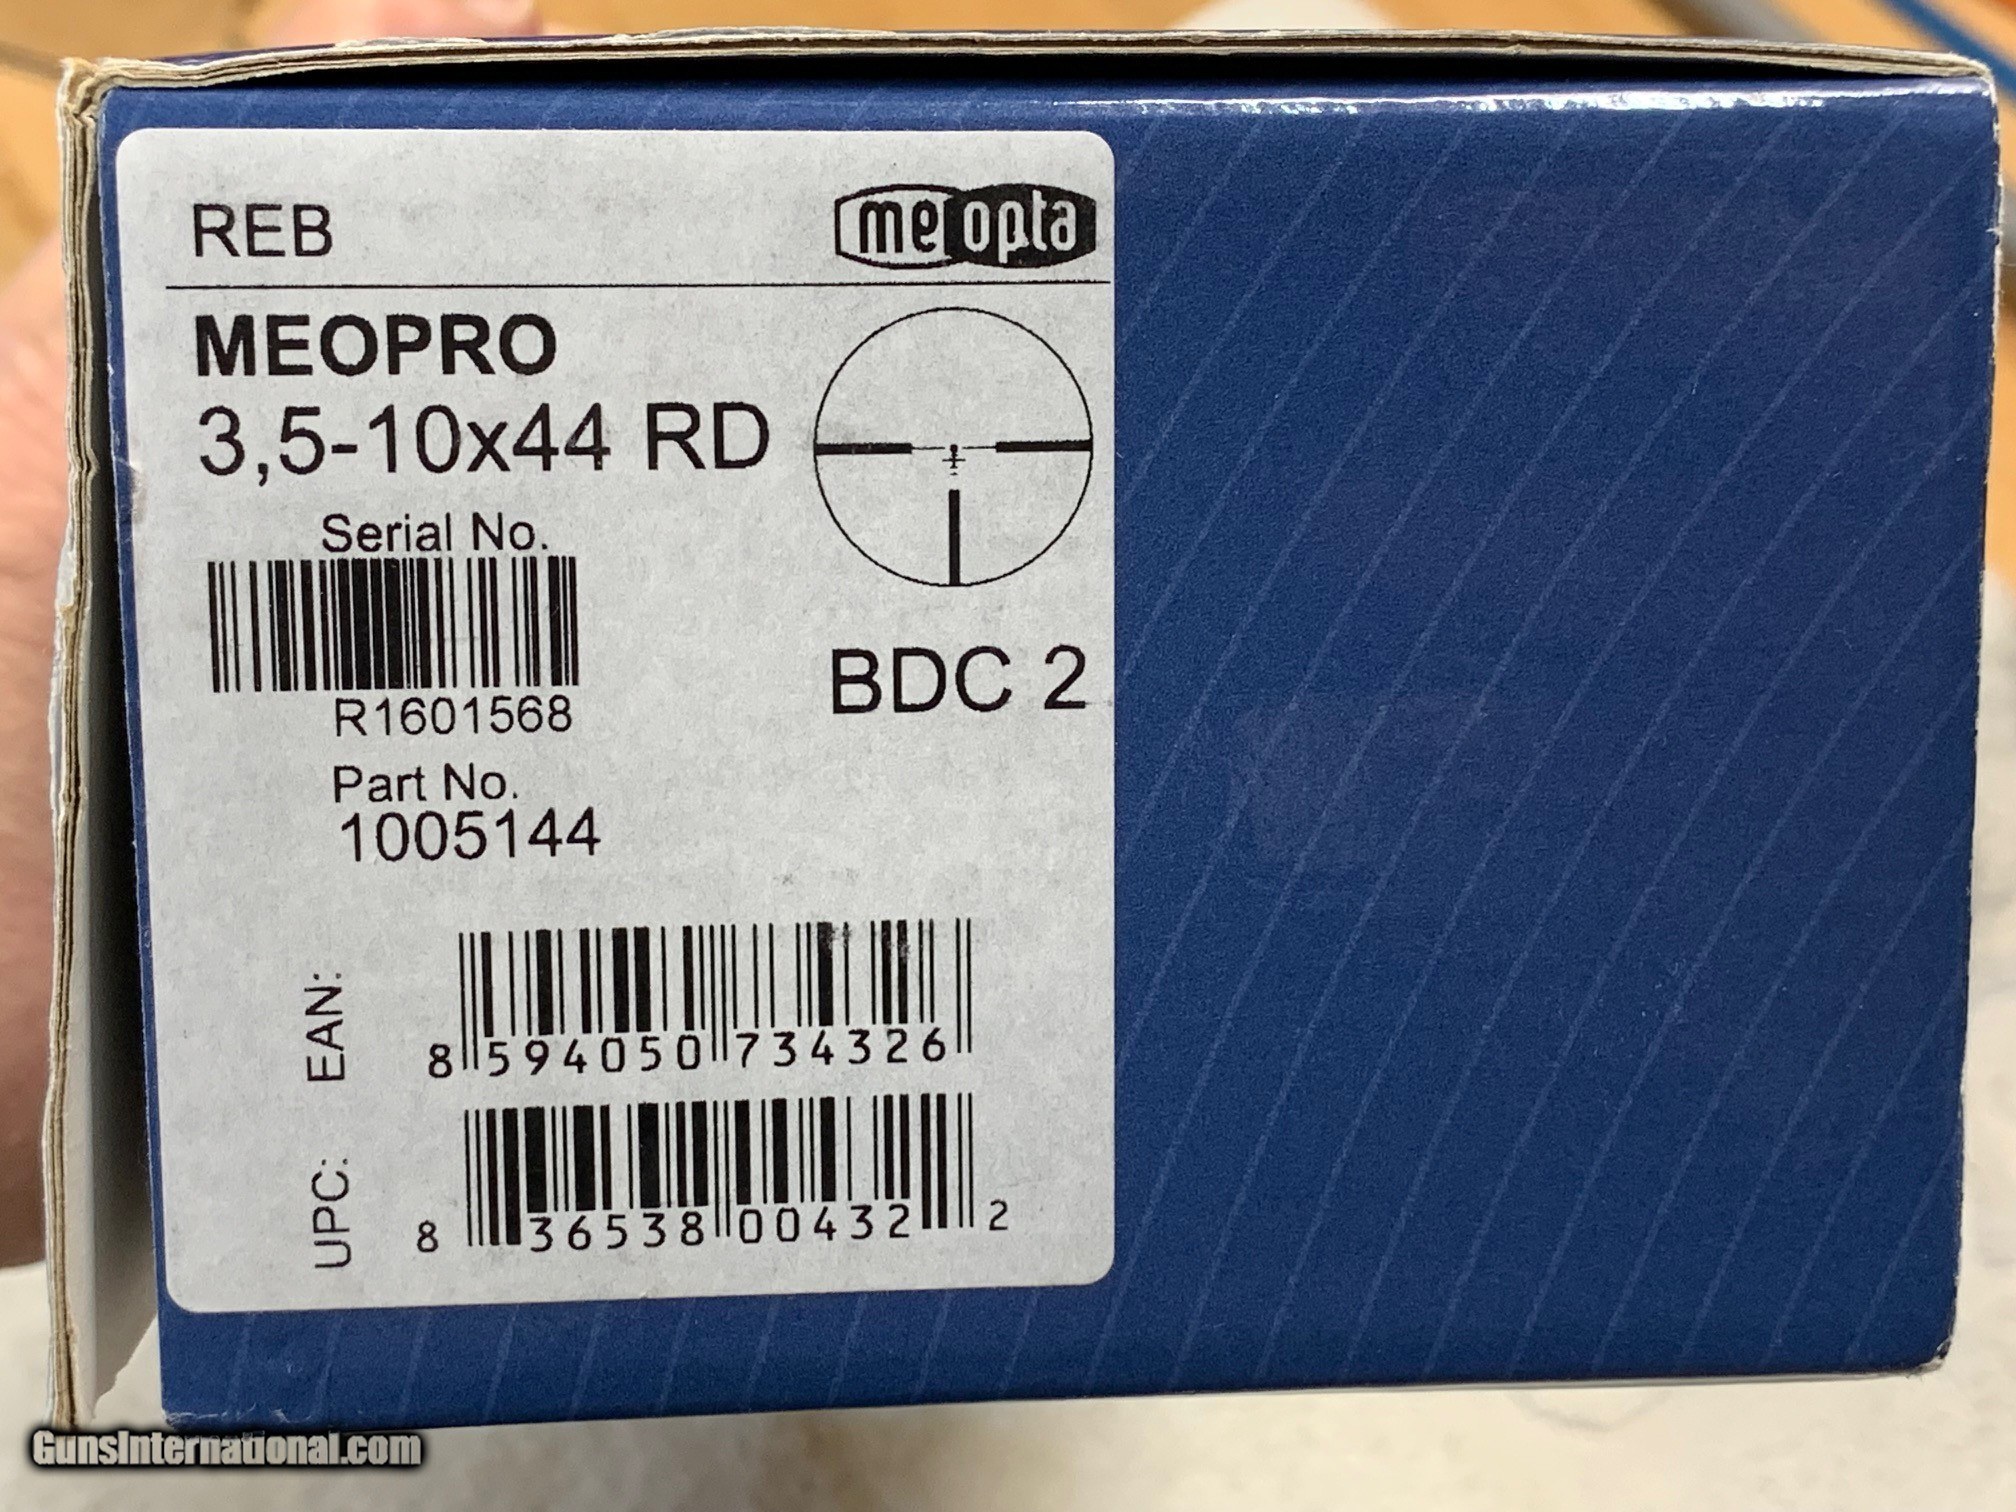 REB
meopta
MEOPRO
3,5-10x44 RD
Serial No.
R1601568
BDC 2
Part No.
1005144
EAN:
8 594050 734326
UPC:
8 36538 00432 2
GunsInternational.com